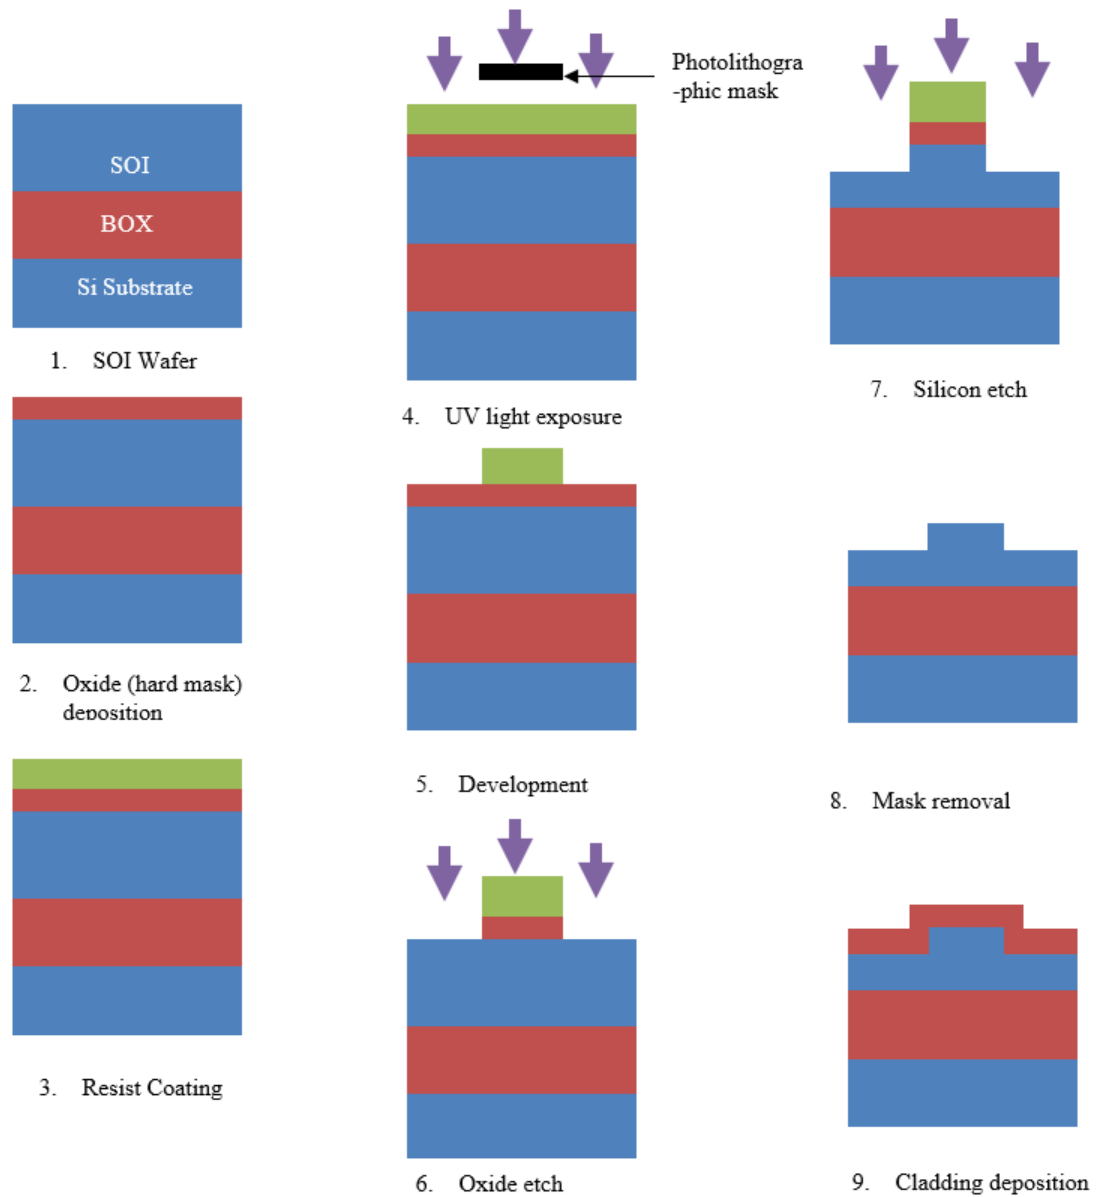 SOI
BOX
Si Substrate
1. SOI Wafer
2. Oxide (hard mask)
deposition
3. Resist Coating
Photolithogra
-phic mask
4. UV light exposure
5. Development
6. Oxide etch
7. Silicon etch
8. Mask removal
9. Cladding deposition